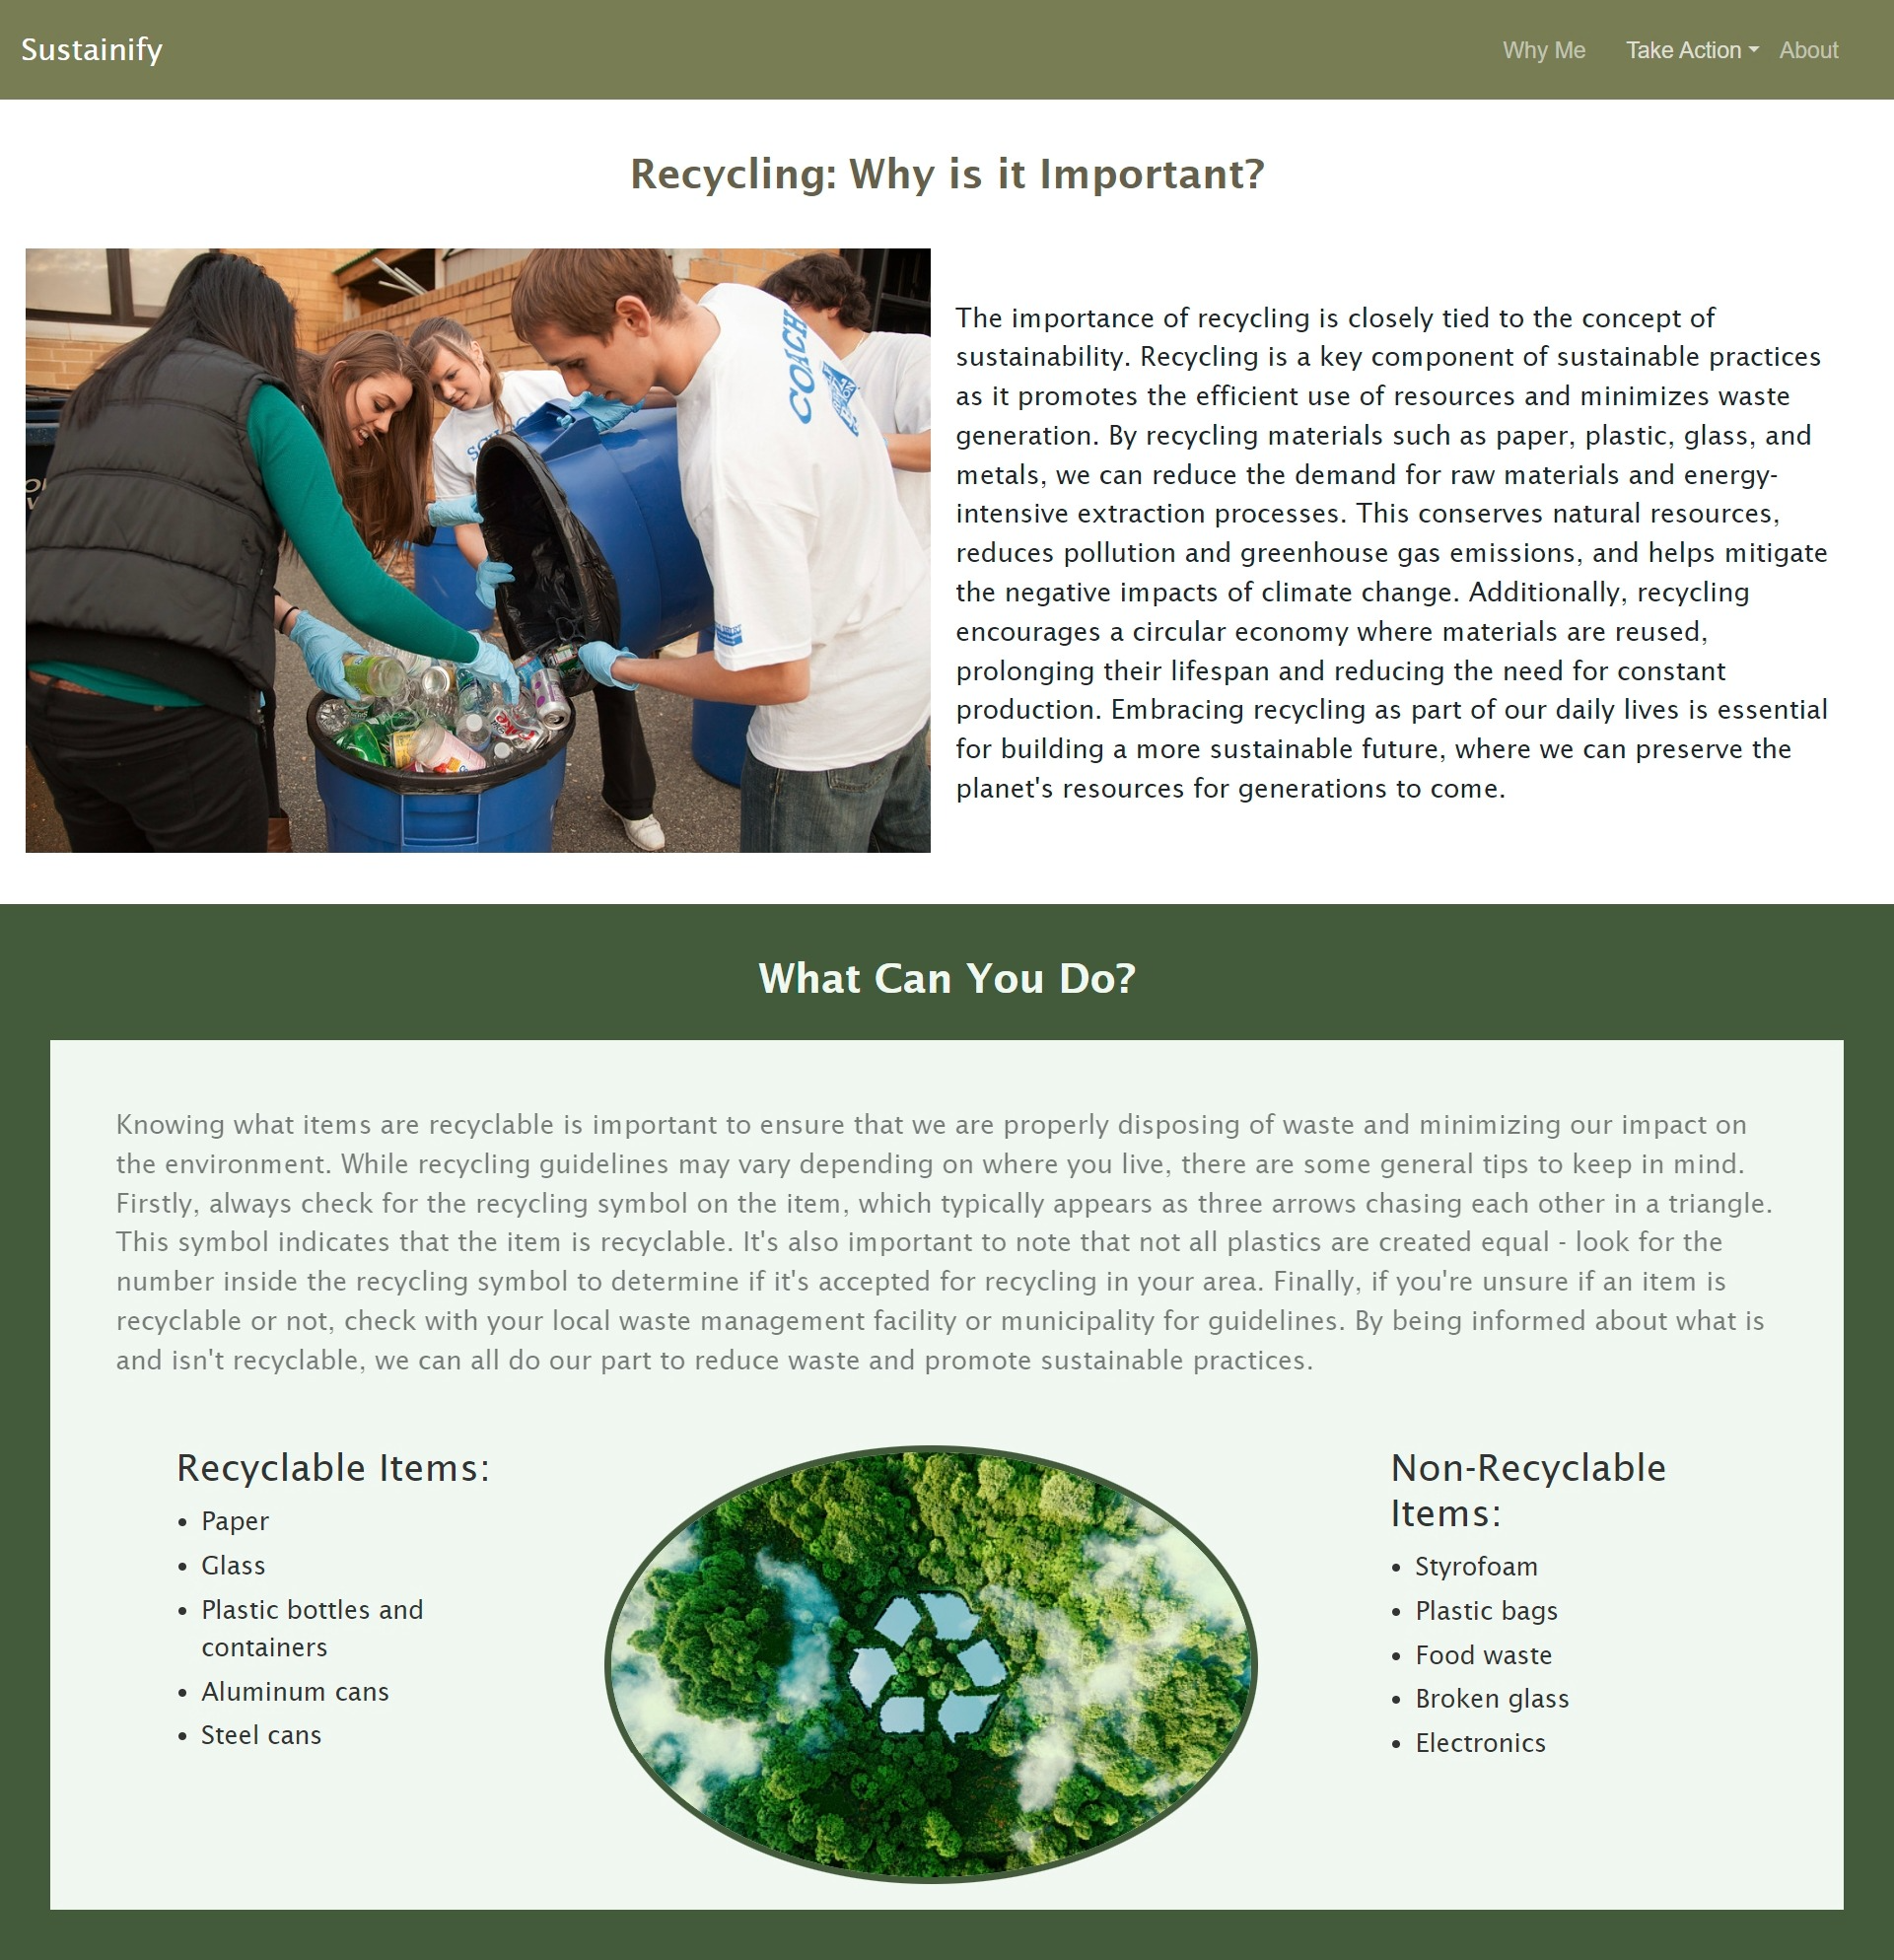 Sustainify
Why Me
Take Action
About
Recycling: Why is it Important?
COACH
The importance of recycling is closely tied to the concept of
sustainability. Recycling is a key component of sustainable practices
as it promotes the efficient use of resources and minimizes waste
generation. By recycling materials such as paper, plastic, glass, and
metals, we can reduce the demand for raw materials and energy-
intensive extraction processes. This conserves natural resources,
reduces pollution and greenhouse gas emissions, and helps mitigate
the negative impacts of climate change. Additionally, recycling
encourages a circular economy where materials are reused,
prolonging their lifespan and reducing the need for constant
production. Embracing recycling as part of our daily lives is essential
for building a more sustainable future, where we can preserve the
planet's resources for generations to come.
What Can You Do?
Knowing what items are recyclable is important to ensure that we are properly disposing of waste and minimizing our impact on
the environment. While recycling guidelines may vary depending on where you live, there are some general tips to keep in mind.
Firstly, always check for the recycling symbol on the item, which typically appears as three arrows chasing each other in a triangle.
This symbol indicates that the item is recyclable. It's also important to note that not all plastics are created equal - look for the
number inside the recycling symbol to determine if it's accepted for recycling in your area. Finally, if you're unsure if an item is
recyclable or not, check with your local waste management facility or municipality for guidelines. By being informed about what is
and isn't recyclable, we can all do our part to reduce waste and promote sustainable practices.
Recyclable Items:
• Paper
• Glass
• Plastic bottles and
containers
• Aluminum cans
• Steel cans
Non-Recyclable
Items:
• Styrofoam
• Plastic bags
• Food waste
• Broken glass
• Electronics